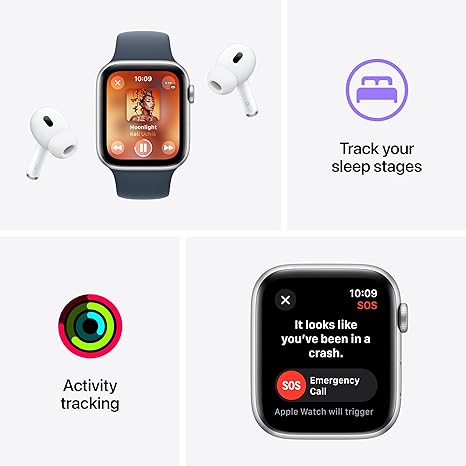 10:09
Moonlight
Kali Uchis
Track your
sleep stages
Activity
tracking
10:09
SOS
It looks like
you've been in a
crash.
SOS Emergency
Call
Apple Watch will trigger